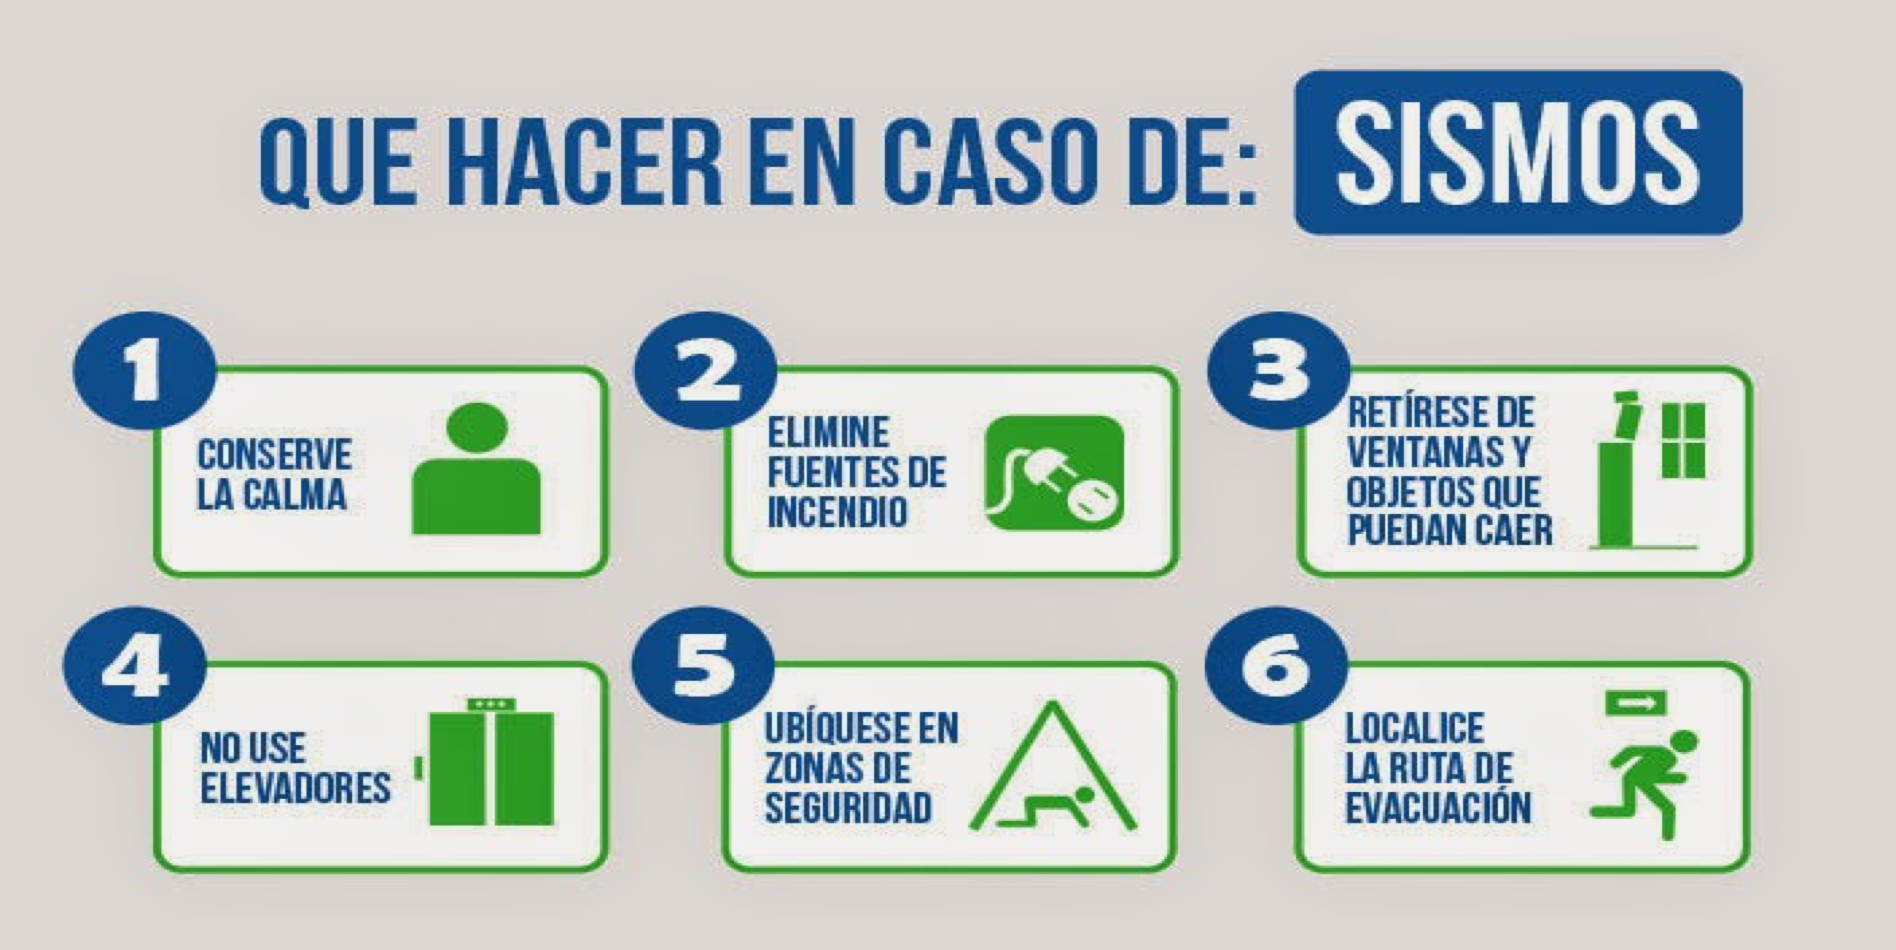 QUE HACER EN CASO DE: SISMOS
1
CONSERVE
LA CALMA
2
ELIMINE
FUENTES DE
INCENDIO
3
RETÍRESE DE
VENTANAS Y
OBJETOS QUE
PUEDAN CAER
4
NO USE
ELEVADORES
5
UBÍQUESE EN
ZONAS DE
SEGURIDAD
6
LOCALICE
LA RUTA DE
EVACUACIÓN